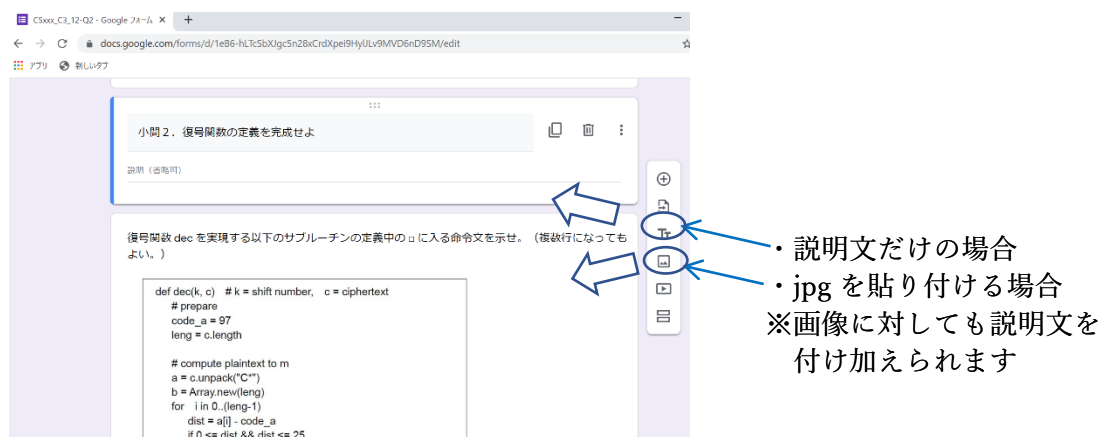 CSxxx_C3_12-Q2 - Google フォーム
docs.google.com/forms/d/1eB6-hLTcSbXJgc5n28xCrdXpei9HylJLv9MVD6nD9SM/edit
アプリ 新しいタブ
小問２．復号関数の定義を完成せよ
説明（省略可）
復号関数 dec を実現する以下のサブルーチンの定義中の□に入る命令文を示せ。（複数行になっても
よい。）
def dec(k, c) # k = shift number, c = ciphertext
# prepare
code_a = 97
leng = c.length
# compute plaintext to m
a = c.unpack("C*")
b = Array.new(leng)
for i in 0..(leng-1)
dist = a[i] - code_a
if 0 <= dist && dist <= 25
Tт
・説明文だけの場合
・jpg を貼り付ける場合
※画像に対しても説明文を
付け加えられます